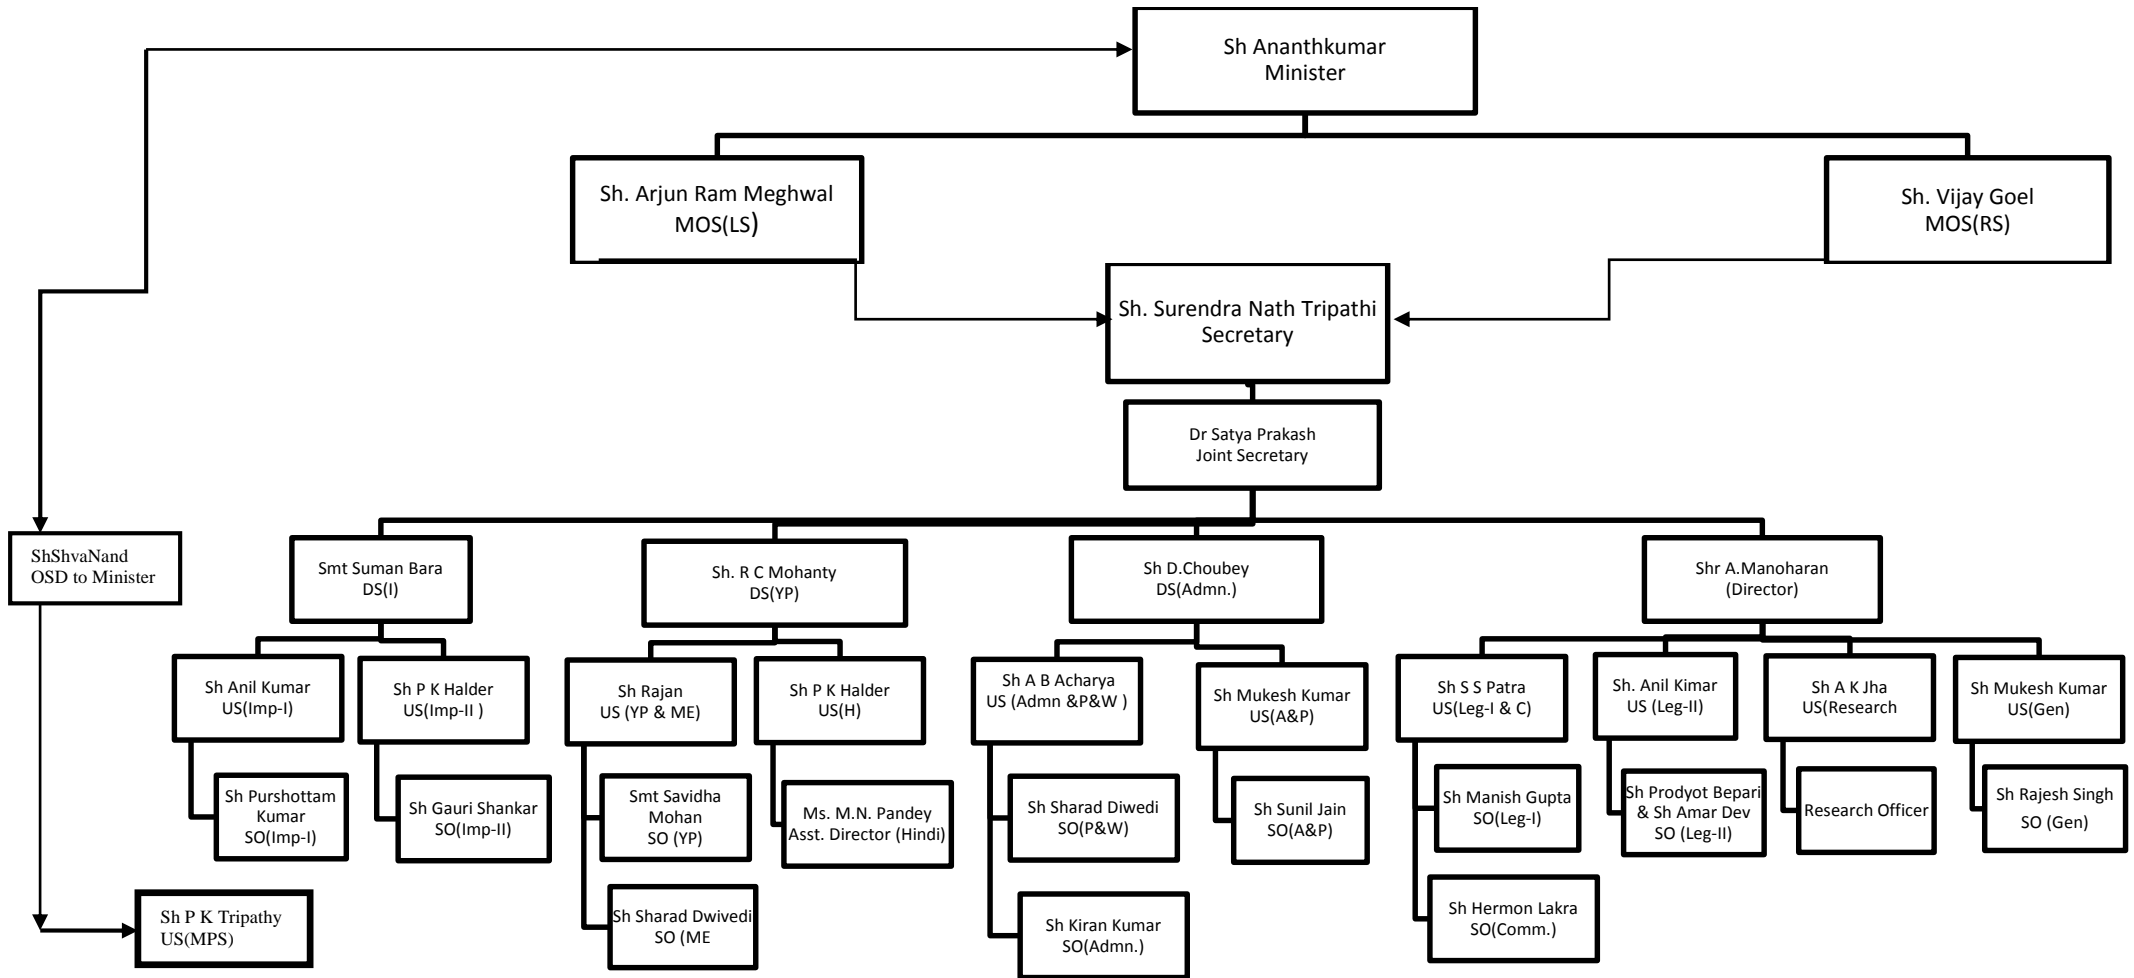 Sh Ananthkumar
Minister
Sh. Arjun Ram Meghwal
MOS(LS)
Sh. Vijay Goel
MOS(RS)
Sh. Surendra Nath Tripathi
Secretary
Dr Satya Prakash
Joint Secretary
ShShvaNand
OSD to Minister
Smt Suman Bara
DS(I)
Sh. R C Mohanty
DS(YP)
Sh D.Choubey
DS(Admn.)
Shr A.Manoharan
(Director)
Sh Anil Kumar
US(Imp-I)
Sh P K Halder
US(Imp-II )
Sh Rajan
US (YP & ME)
Sh P K Halder
US(H)
Sh A B Acharya
US (Admn &P&W )
Sh Mukesh Kumar
US(A&P)
Sh S S Patra
US(Leg-I & C)
Sh. Anil Kimar
US (Leg-II)
Sh A K Jha
US(Research
Sh Mukesh Kumar
US(Gen)
Sh Purshottam
Kumar
SO(Imp-I)
Sh Gauri Shankar
SO(Imp-II)
Smt Savidha
Mohan
SO (YP)
Ms. M.N. Pandey
Asst. Director (Hindi)
Sh Sharad Diwedi
SO(P&W)
Sh Sunil Jain
SO(A&P)
Sh Manish Gupta
SO(Leg-I)
Sh Prodyot Bepari
& Sh Amar Dev
SO (Leg-II)
Research Officer
Sh Rajesh Singh
SO (Gen)
Sh P K Tripathy
US(MPS)
Sh Sharad Dwivedi
SO (ME
Sh Kiran Kumar
SO(Admn.)
Sh Hermon Lakra
SO(Comm.)